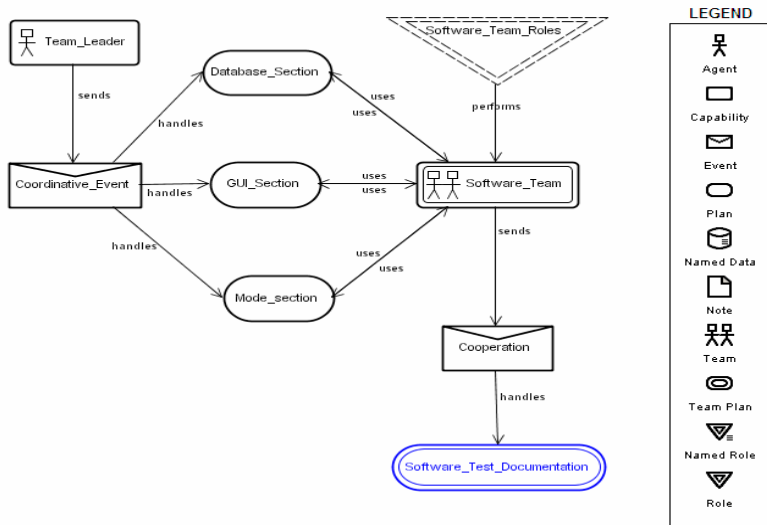 LEGEND
Team_Leader
Software_Team_Roles
Agent
Database_Section
sends
uses
uses
performs
handles
Capability
Event
Coordinative_Event
handles
GUI_Section
uses
uses
Software_Team
Plan
sends
handles
uses
uses
Named Data
Mode_section
Note
Cooperation
Team
handles
Team Plan
Software_Test_Documentation
Named Role
Role